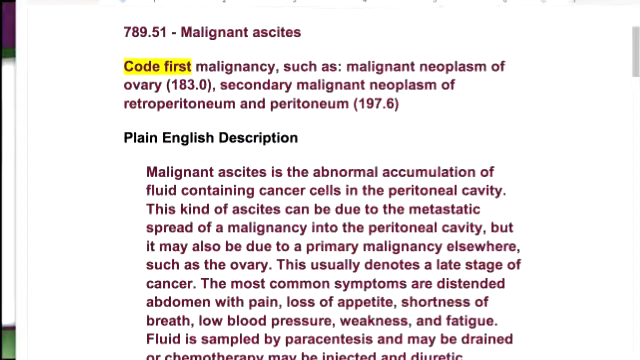 789.51 - Malignant ascites
Code first malignancy, such as: malignant neoplasm of
ovary (183.0), secondary malignant neoplasm of
retroperitoneum and peritoneum (197.6)
Plain English Description
Malignant ascites is the abnormal accumulation of
fluid containing cancer cells in the peritoneal cavity.
This kind of ascites can be due to the metastatic
spread of a malignancy into the peritoneal cavity, but
it may also be due to a primary malignancy elsewhere,
such as the ovary. This usually denotes a late stage of
cancer. The most common symptoms are distended
abdomen with pain, loss of appetite, shortness of
breath, low blood pressure, weakness, and fatigue.
Fluid is sampled by paracentesis and may be drained
or chemotherapy may be injected and diuretic